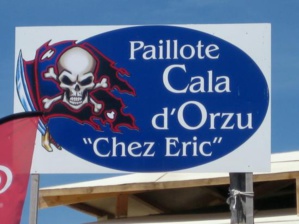 Paillote
Cala
d'Orzu
"Chez Eric"